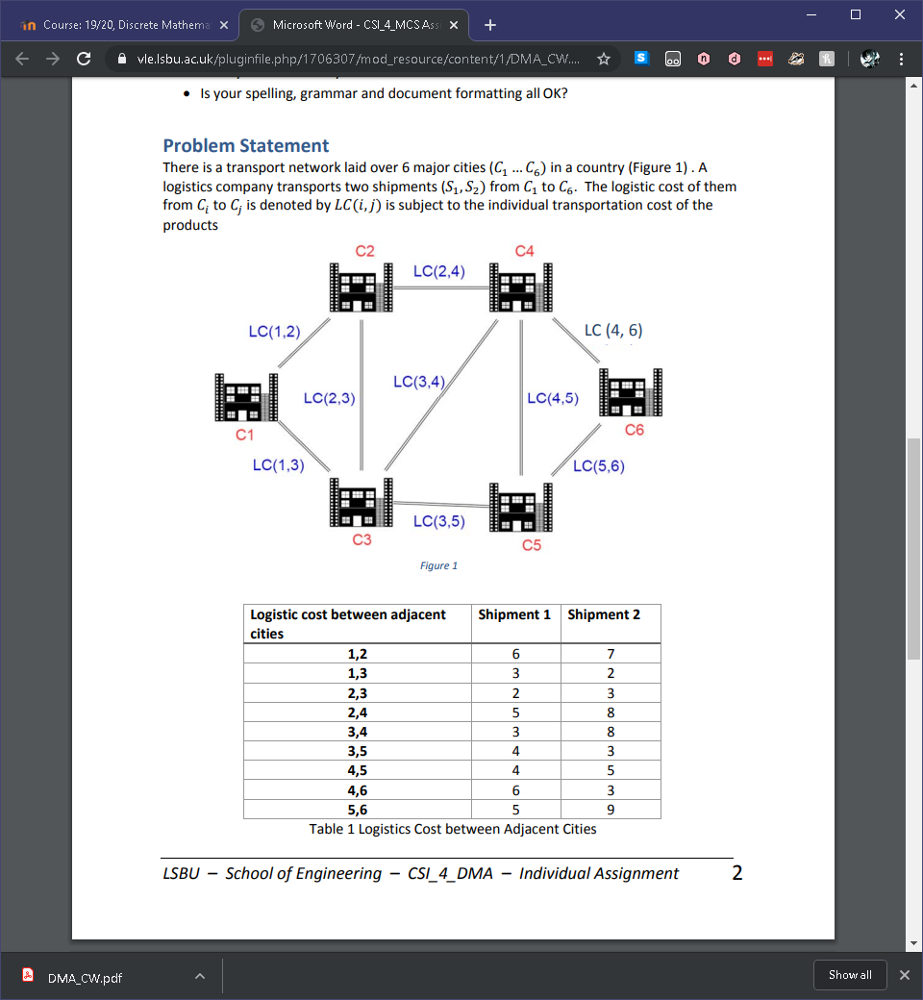 Course: 19/20, Discrete Mathema
Microsoft Word - CSI_4_MCS Ass
vle.lsbu.ac.uk/pluginfile.php/1706307/mod_resource/content/1/DMA_CW....
• Is your spelling, grammar and document formatting all OK?
Problem Statement
There is a transport network laid over 6 major cities (C₁ ... C₆) in a country (Figure 1) . A
logistics company transports two shipments (S₁, S₂) from C₁ to C₆. The logistic cost of them
from Cᵢ to Cⱼ is denoted by LC(i, j) is subject to the individual transportation cost of the
products
C2
C4
LC(2,4)
LC(1,2)
LC (4, 6)
LC(3,4)
LC(2,3)
LC(4,5)
C1
C6
LC(1,3)
LC(5,6)
LC(3,5)
C3
C5
Figure 1
Logistic cost between adjacent cities Shipment 1 Shipment 2
1,2 6 7
1,3 3 2
2,3 2 3
2,4 5 8
3,4 3 8
3,5 4 3
4,5 4 5
4,6 6 3
5,6 5 9
Table 1 Logistics Cost between Adjacent Cities
LSBU – School of Engineering – CSI_4_DMA – Individual Assignment 2
DMA_CW.pdf
Show all